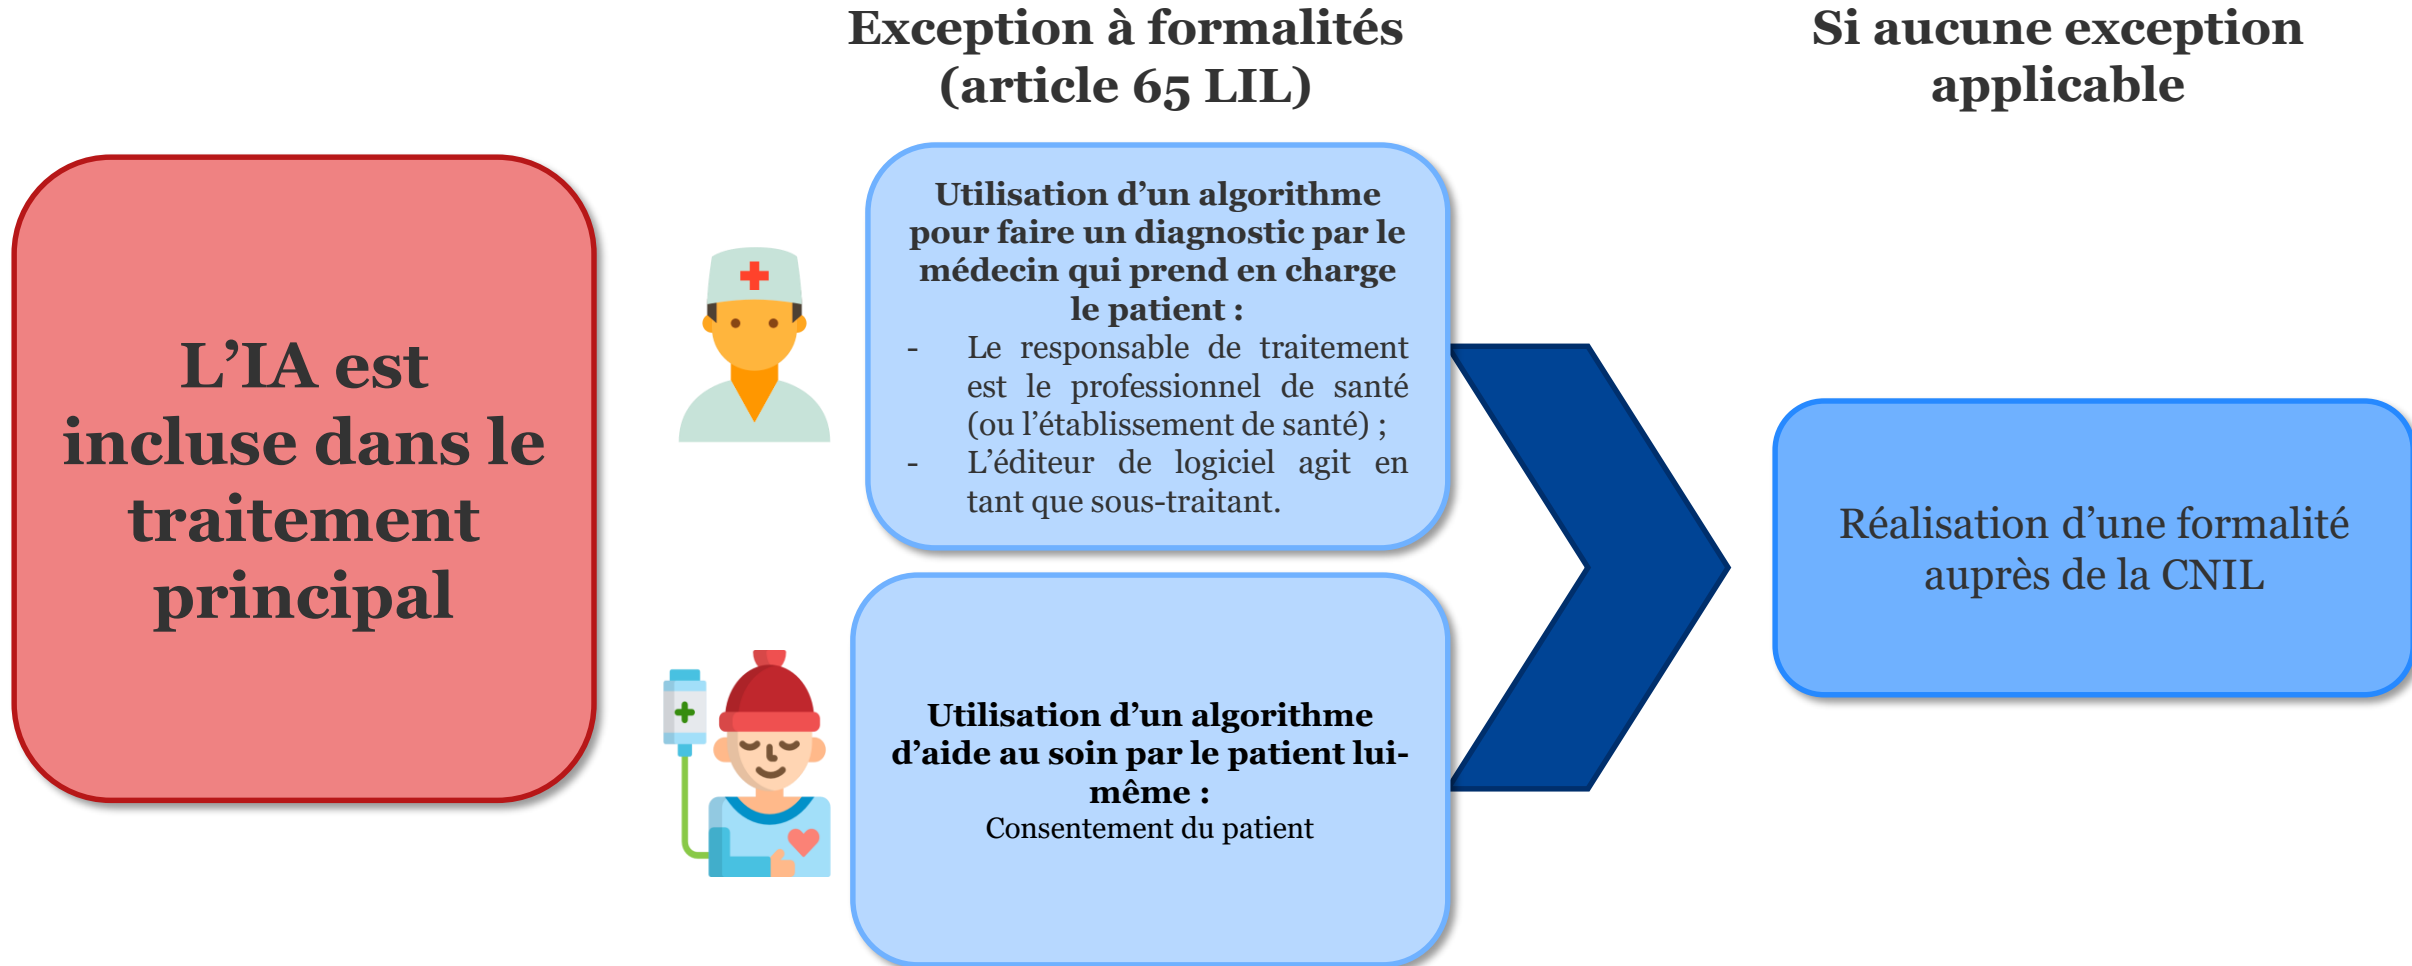 Exception à formalités
(article 65 LIL)
Si aucune exception
applicable
L’IA est
incluse dans le
traitement
principal
Utilisation d’un algorithme
pour faire un diagnostic par le
médecin qui prend en charge
le patient :
- Le responsable de traitement
est le professionnel de santé
(ou l’établissement de santé) ;
- L’éditeur de logiciel agit en
tant que sous-traitant.
Utilisation d’un algorithme
d’aide au soin par le patient lui-
même :
Consentement du patient
Réalisation d’une formalité
auprès de la CNIL